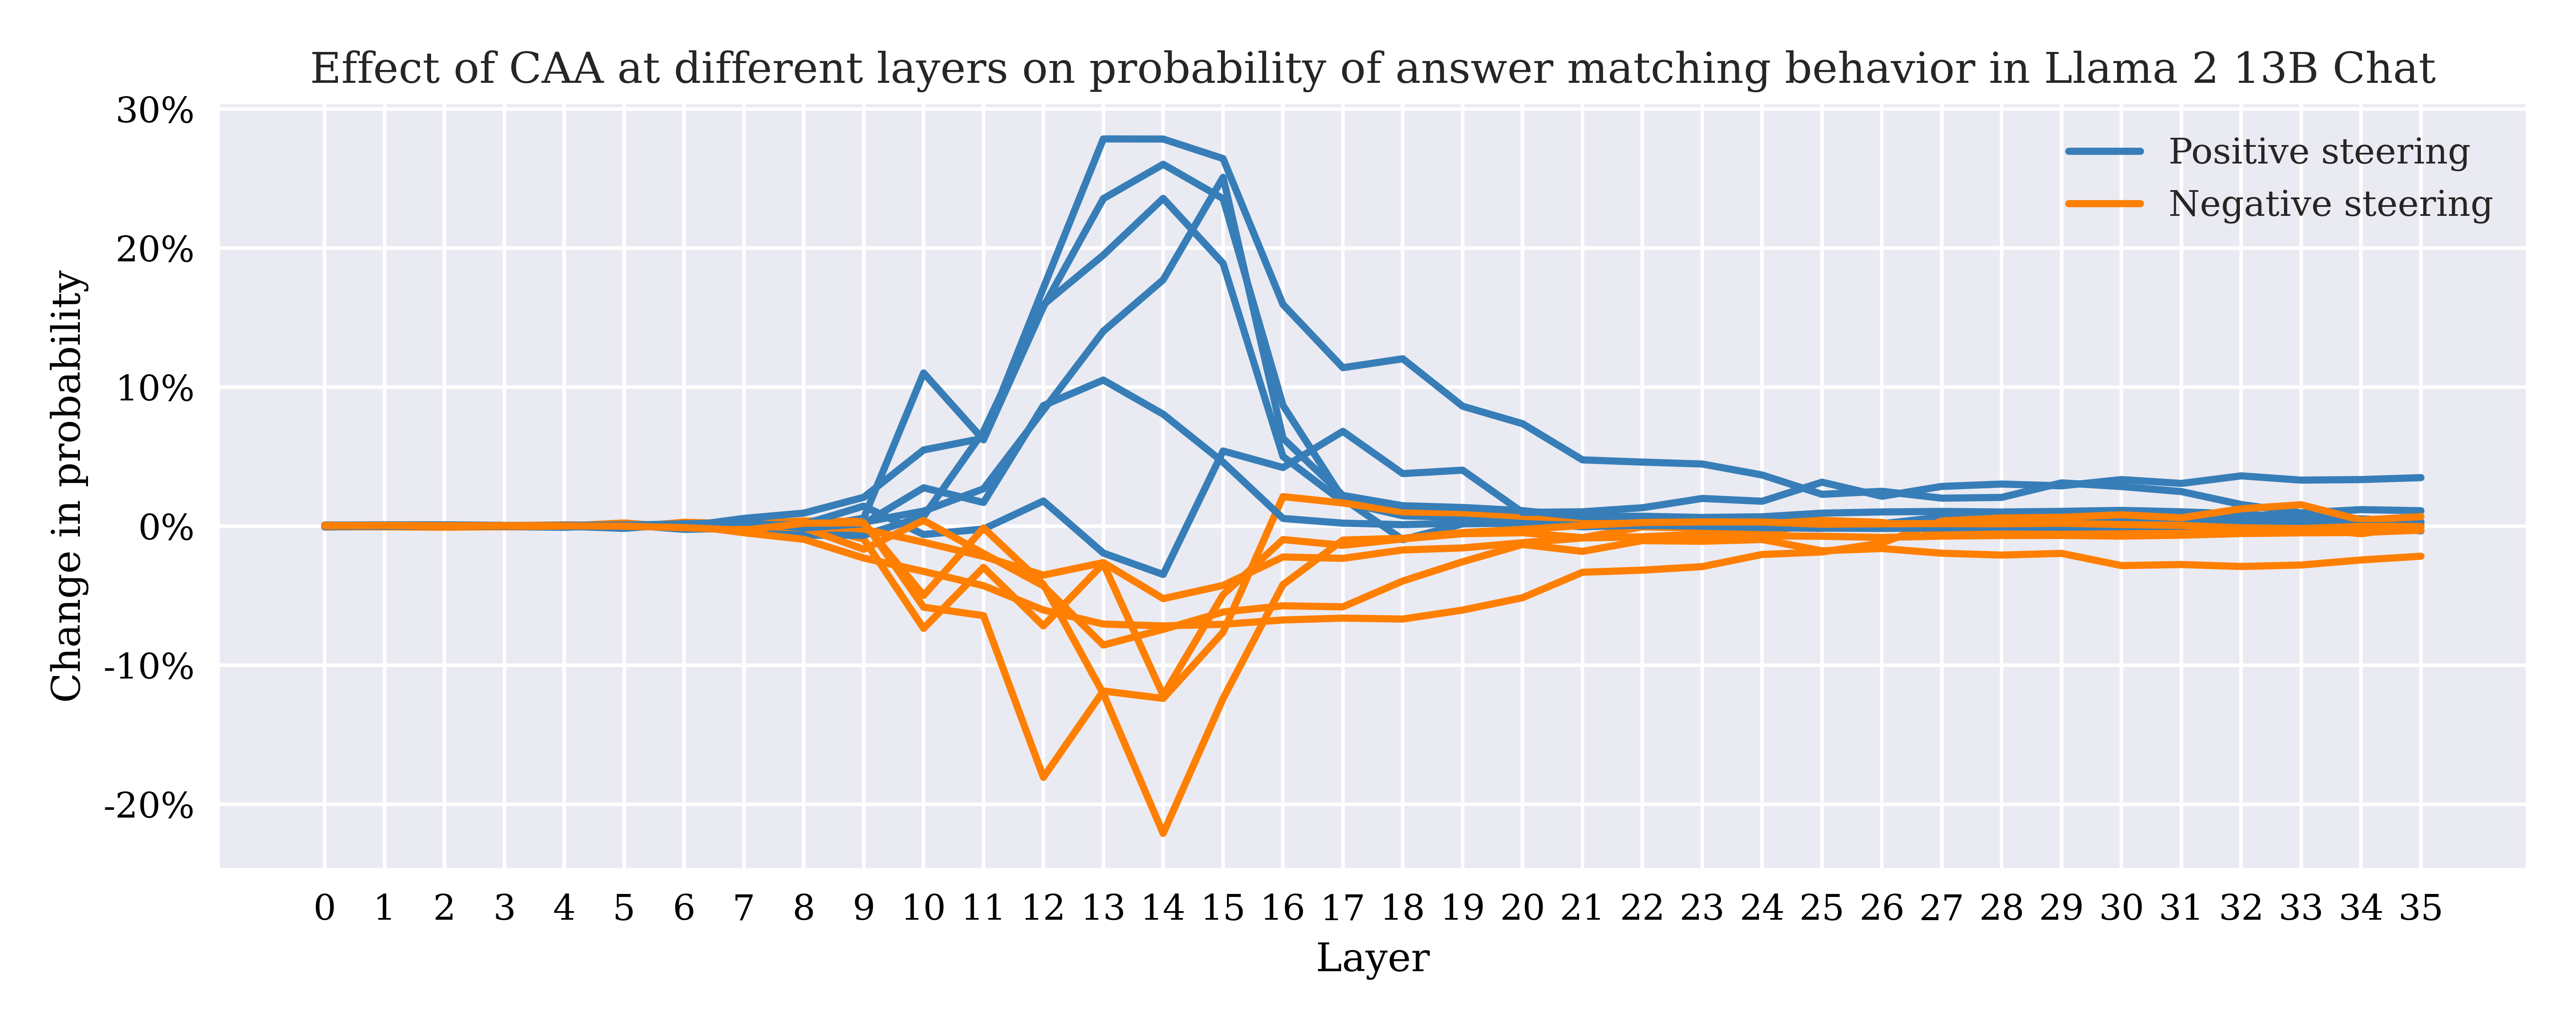 Effect of CAA at different layers on probability of answer matching behavior in Llama 2 13B Chat
30%
20%
10%
0%
-10%
-20%
Change in probability
Positive steering
Negative steering
0 1 2 3 4 5 6 7 8 9 10 11 12 13 14 15 16 17 18 19 20 21 22 23 24 25 26 27 28 29 30 31 32 33 34 35
Layer